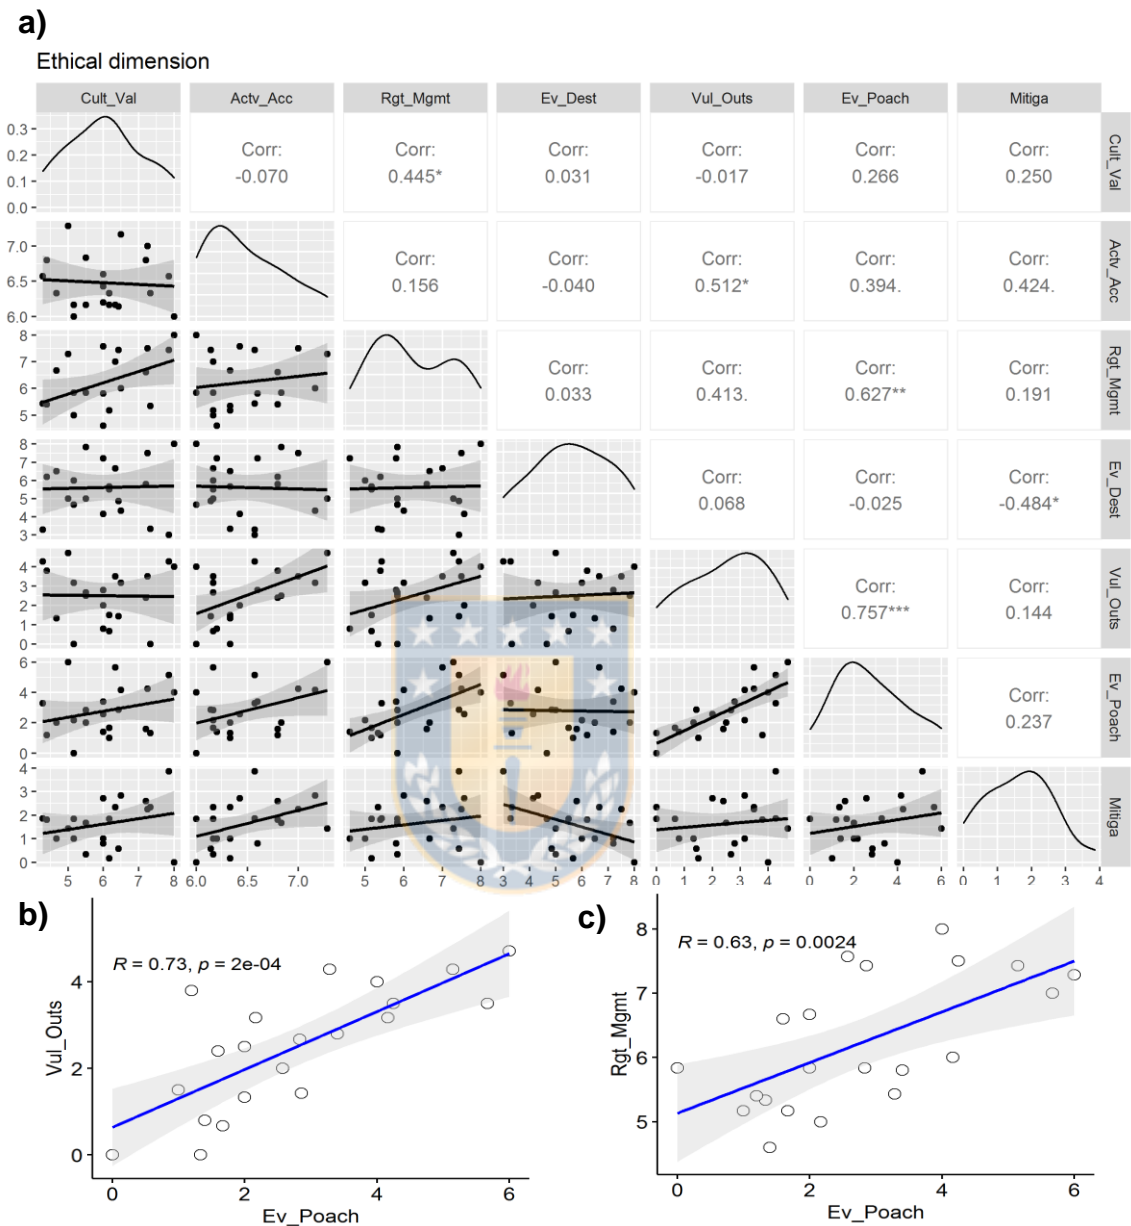 a)
Ethical dimension
Cult_Val Actv_Acc Rgt_Mgmt Ev_Dest Vul_Outs Ev_Poach Mitiga
0.3
0.2
0.1
0.0
Corr: Corr: Corr: Corr: Corr: Corr:
-0.070 0.445* 0.031 -0.017 0.266 0.250
Cult_Val
7.0
6.5
6.0
Corr: Corr: Corr: Corr: Corr:
0.156 -0.040 0.512* 0.394. 0.424.
Actv_Acc
8
7
6
5
Corr: Corr: Corr: Corr:
0.033 0.413. 0.627** 0.191
Rgt_Mgmt
8
7
6
5
4
3
Corr: Corr: Corr:
0.068 -0.025 -0.484*
Ev_Dest
4
3
2
1
0
Corr: Corr:
0.757*** 0.144
Vul_Outs
6
4
2
0
Corr:
0.237
Ev_Poach
4
3
2
1
0
Mitiga
5 6 7 8 6.0 6.5 7.0 5 6 7 8 3 4 5 6 7 8 0 1 2 3 4 0 2 4 6 0 1 2 3 4
b)
R = 0.73, p = 2e-04
Vul_Outs
4
2
0
0 2 4 6
Ev_Poach
c)
R = 0.63, p = 0.0024
Rgt_Mgmt
8
7
6
5
0 2 4 6
Ev_Poach